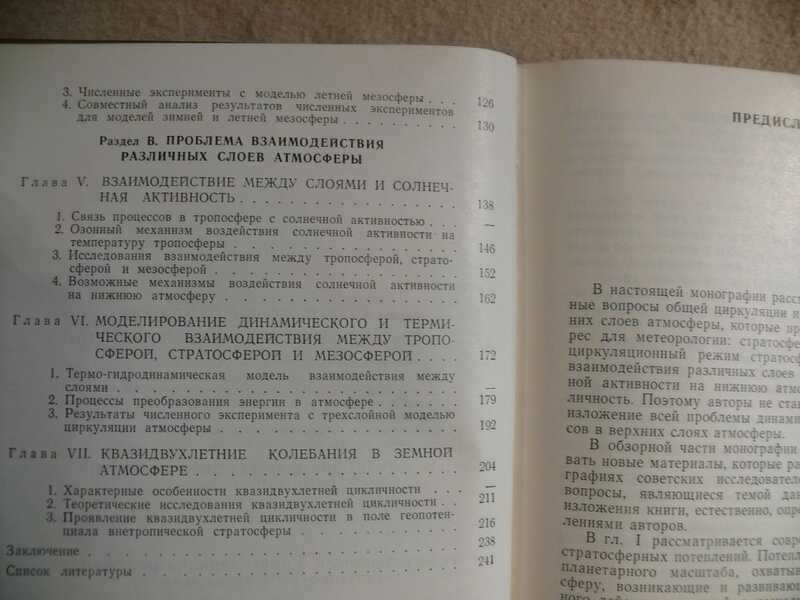 3. Численные эксперименты с моделью летней мезосферы . . . 126
4. Совместный анализ результатов численных экспериментов
для моделей зимней и летней мезосферы . . . . . . . . . 130
Раздел В. ПРОБЛЕМА ВЗАИМОДЕЙСТВИЯ
РАЗЛИЧНЫХ СЛОЕВ АТМОСФЕРЫ
Глава V. ВЗАИМОДЕЙСТВИЕ МЕЖДУ СЛОЯМИ И СОЛНЕЧ-
НАЯ АКТИВНОСТЬ . . . . . . . . . . . . . . . . . 138
1. Связь процессов в тропосфере с солнечной активностью . . . —
2. Озонный механизм воздействия солнечной активности на
температуру тропосферы . . . . . . . . . . . . . . . . 146
3. Исследования взаимодействия между тропосферой, страто-
сферой и мезосферой . . . . . . . . . . . . . . . . . 152
4. Возможные механизмы воздействия солнечной активности
на нижнюю атмосферу . . . . . . . . . . . . . . . . 162
Глава VI. МОДЕЛИРОВАНИЕ ДИНАМИЧЕСКОГО И ТЕРМИ-
ЧЕСКОГО ВЗАИМОДЕЙСТВИЯ МЕЖДУ ТРОПО-
СФЕРОЙ, СТРАТОСФЕРОЙ И МЕЗОСФЕРОЙ . . . . 172
1. Термо-гидродинамическая модель взаимодействия между
слоями . . . . . . . . . . . . . . . . . . . . . . . —
2. Процессы преобразования энергии в атмосфере . . . . . . 179
3. Результаты численного эксперимента с трехслойной моделью
циркуляции атмосферы . . . . . . . . . . . . . . . . 192
Глава VII. КВАЗИДВУХЛЕТНИЕ КОЛЕБАНИЯ В ЗЕМНОЙ
АТМОСФЕРЕ . . . . . . . . . . . . . . . . . . . . 204
1. Характерные особенности квазидвухлетней цикличности . . . —
2. Теоретические исследования квазидвухлетней цикличности . . 211
3. Проявление квазидвухлетней цикличности в поле геопотен-
циала внетропической стратосферы . . . . . . . . . . . 216
Заключение . . . . . . . . . . . . . . . . . . . . . . . . 238
Список литературы . . . . . . . . . . . . . . . . . . . . . 241
ПРЕДИСЛ
В настоящей монографии расс
ные вопросы общей циркуляции и
них слоев атмосферы, которые пр
рес для метеорологии: стратосфе
циркуляционный режим стратосф
взаимодействия различных слоев
ной активности на нижнюю атмо
личность. Поэтому авторы не ста
изложение всей проблемы динами
сов в верхних слоях атмосферы.
В обзорной части монографии
вать новые материалы, которые ра
графиях советских исследователе
вопросы, являющиеся темой дан
изложения книги, естественно, опре
лениями авторов.
В гл. I рассматривается совр
стратосферных потеплений. Потепл
планетарного масштаба, охватыв
сферу, возникающие и развиваю